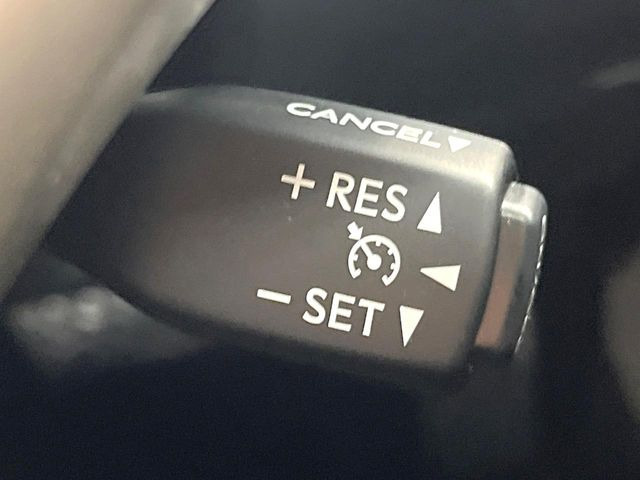 CANCEL▼
+ RES ▲
◀
− SET ▼